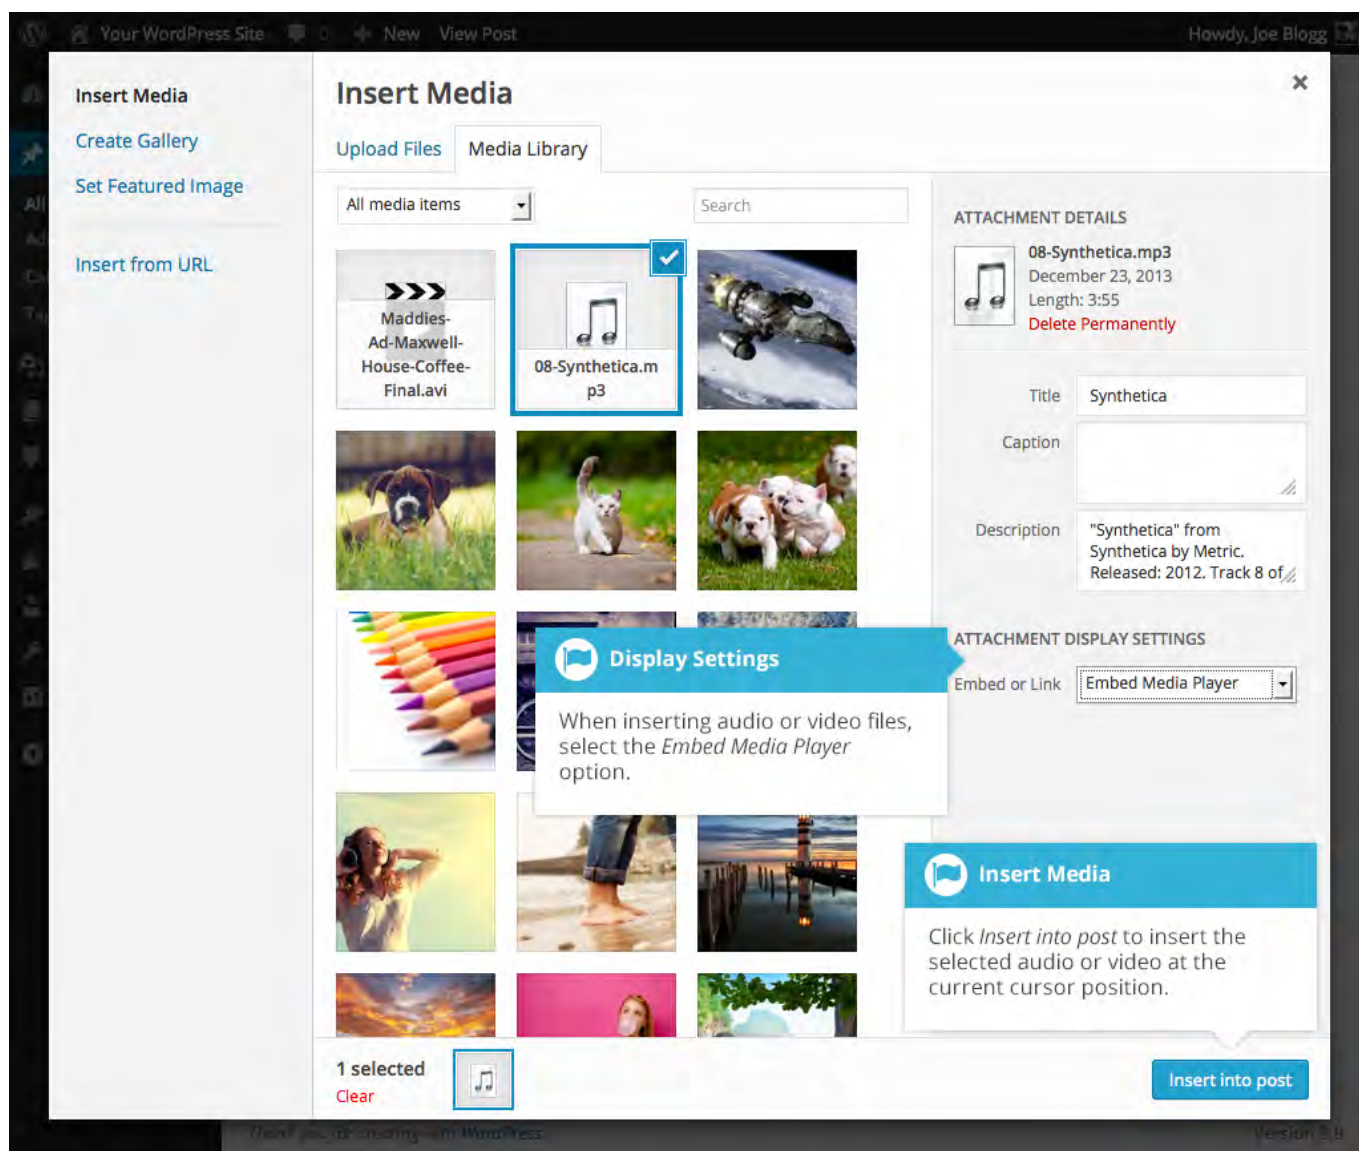 Your WordPress Site 0 New View Post
Howdy, Joe Blogg
Insert Media
Create Gallery
Set Featured Image
Insert from URL
Insert Media
Upload Files Media Library
All media items
Search
Maddies-
Ad-Maxwell-
House-Coffee-
Final.avi
08-Synthetica.m
p3
ATTACHMENT DETAILS
08-Synthetica.mp3
December 23, 2013
Length: 3:55
Delete Permanently
Title Synthetica
Caption
Description "Synthetica" from
Synthetica by Metric.
Released: 2012. Track 8 of
ATTACHMENT DISPLAY SETTINGS
Embed or Link Embed Media Player
Display Settings
When inserting audio or video files,
select the Embed Media Player
option.
Insert Media
Click Insert into post to insert the
selected audio or video at the
current cursor position.
1 selected
Clear
Insert into post
Thank you for creating with WordPress.